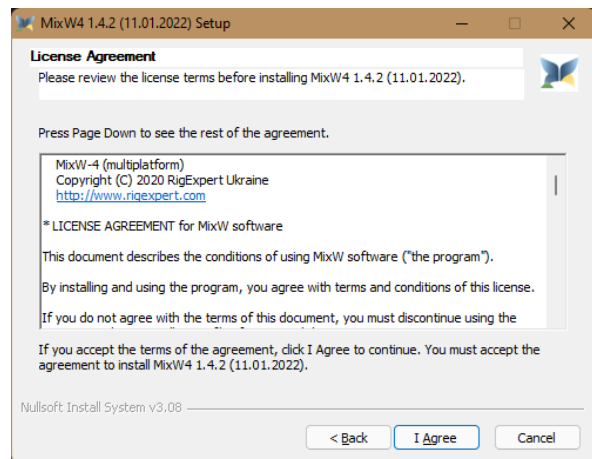 MixW4 1.4.2 (11.01.2022) Setup
License Agreement
Please review the license terms before installing MixW4 1.4.2 (11.01.2022).
Press Page Down to see the rest of the agreement.
MixW-4 (multiplatform)
Copyright (C) 2020 RigExpert Ukraine
http://www.rigexpert.com
* LICENSE AGREEMENT for MixW software
This document describes the conditions of using MixW software ("the program").
By installing and using the program, you agree with terms and conditions of this license.
If you do not agree with the terms of this document, you must discontinue using the
If you accept the terms of the agreement, click I Agree to continue. You must accept the
agreement to install MixW4 1.4.2 (11.01.2022).
Nullsoft Install System v3.08
< Back
I Agree
Cancel